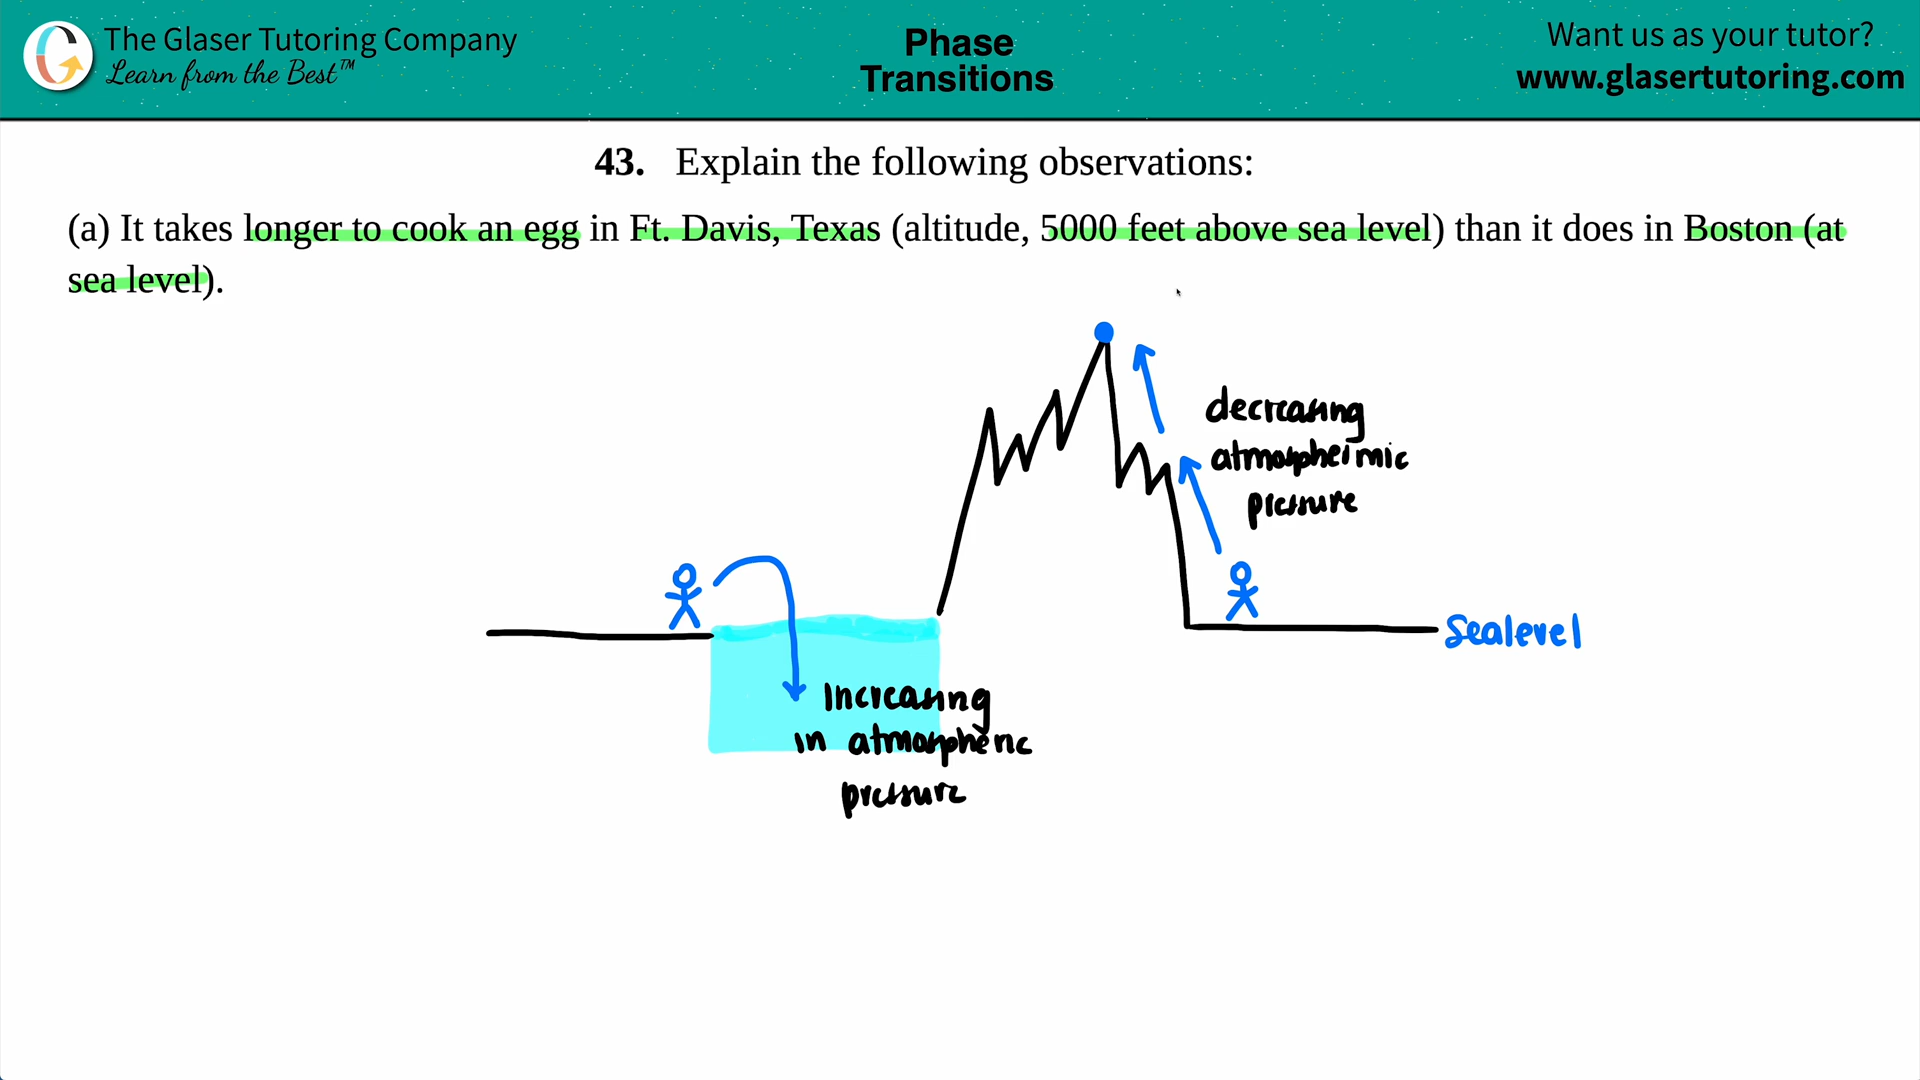 The Glaser Tutoring Company
Learn from the Best™
Phase
Transitions
Want us as your tutor?
www.glasertutoring.com
43. Explain the following observations:
(a) It takes longer to cook an egg in Ft. Davis, Texas (altitude, 5000 feet above sea level) than it does in Boston (at
sea level).
decreasing
atmosphermic
pressure
Sealevel
Increasing
in atmospheric
pressure